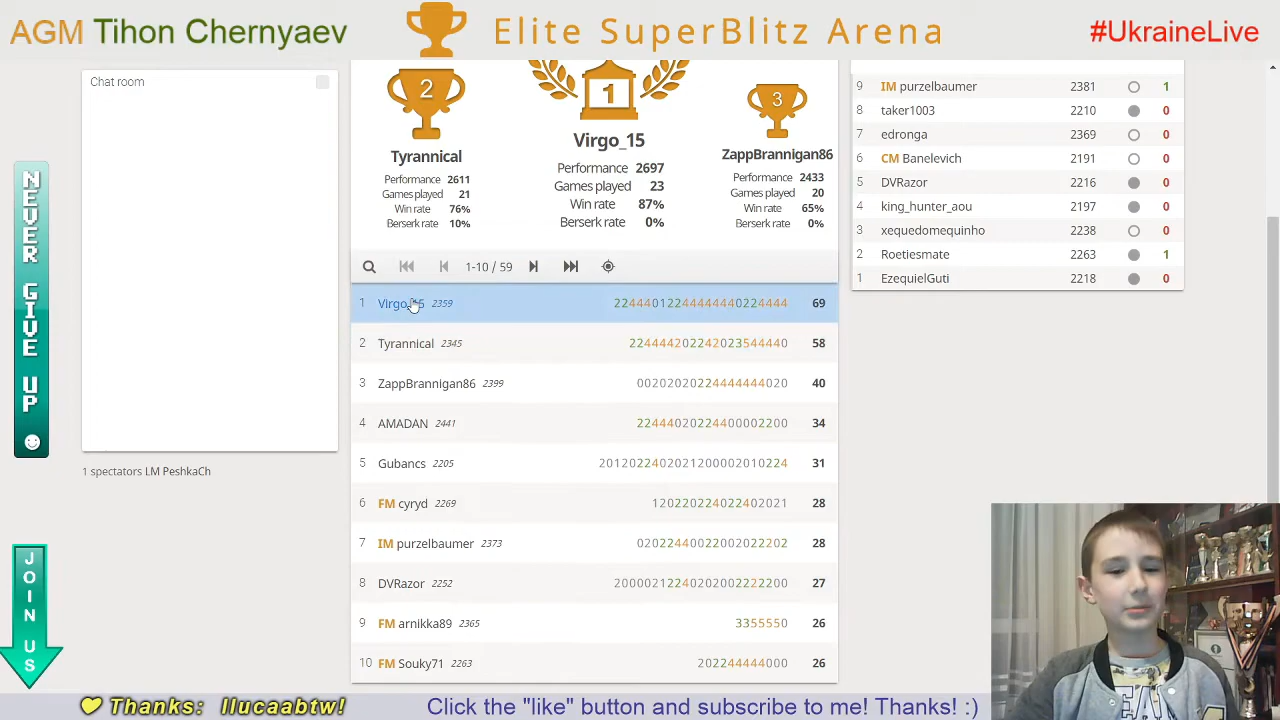 AGM Tihon Chernyaev
Elite SuperBlitz Arena
#UkraineLive
Chat room
NEVER GIVE UP
1 spectators LM PeshkaCh
JOIN US
2
Tyrannical
Performance 2611
Games played 21
Win rate 76%
Berserk rate 10%
1
Virgo_15
Performance 2697
Games played 23
Win rate 87%
Berserk rate 0%
3
ZappBrannigan86
Performance 2433
Games played 20
Win rate 65%
Berserk rate 0%
1-10 / 59
1 Virgo_15 2359 22444012244444440224444 69
2 Tyrannical 2345 224444202242023544440 58
3 ZappBrannigan86 2399 00202020224444444020 40
4 AMADAN 2441 22444020224400002200 34
5 Gubancs 2205 2012022402021200002010224 31
6 FM cyryd 2269 120220224022402021 28
7 IM purzelbaumer 2373 02022440022002022202 28
8 DVRazor 2252 20000212240202002222200 27
9 FM arnikka89 2365 3355550 26
10 FM Souky71 2263 202244444000 26
9 IM purzelbaumer 2381 1
8 taker1003 2210 0
7 edronga 2369 0
6 CM Banelevich 2191 0
5 DVRazor 2216 0
4 king_hunter_aou 2197 0
3 xequedomequinho 2238 0
2 Roetiesmate 2263 1
1 EzequielGuti 2218 0
Thanks: llucaabtw!
Click the "like" button and subscribe to me! Thanks! :)